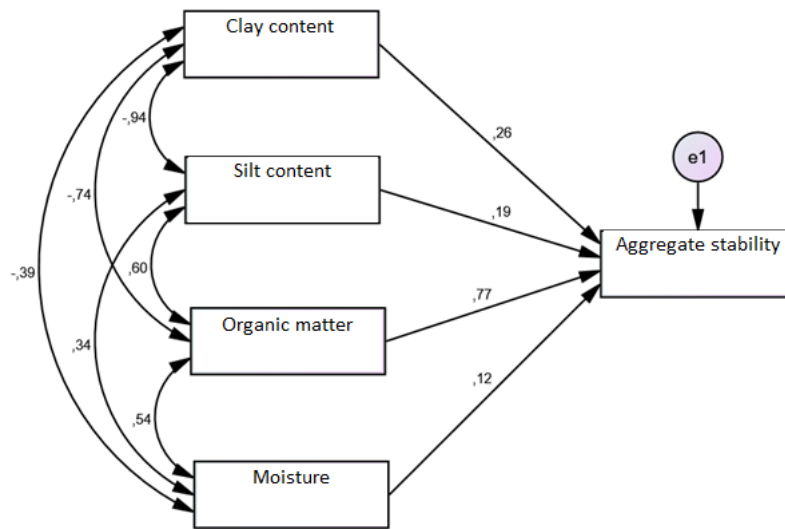 Clay content
-,94
,26
e1
Silt content
-,74
,19
Aggregate stability
-,39
,60
,77
Organic matter
,34
,12
,54
Moisture